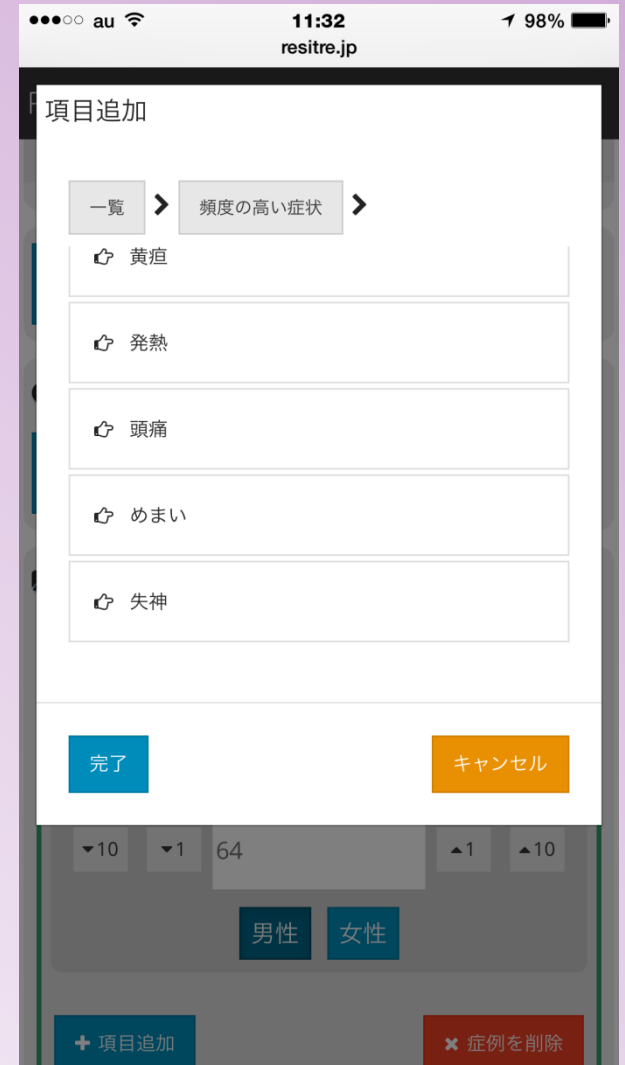 au 11:32 98%
resitre.jp
項目追加
一覧 頻度の高い症状
黄疸
発熱
頭痛
めまい
失神
完了 キャンセル
10 1 64 1 10
男性 女性
項目追加 症例を削除